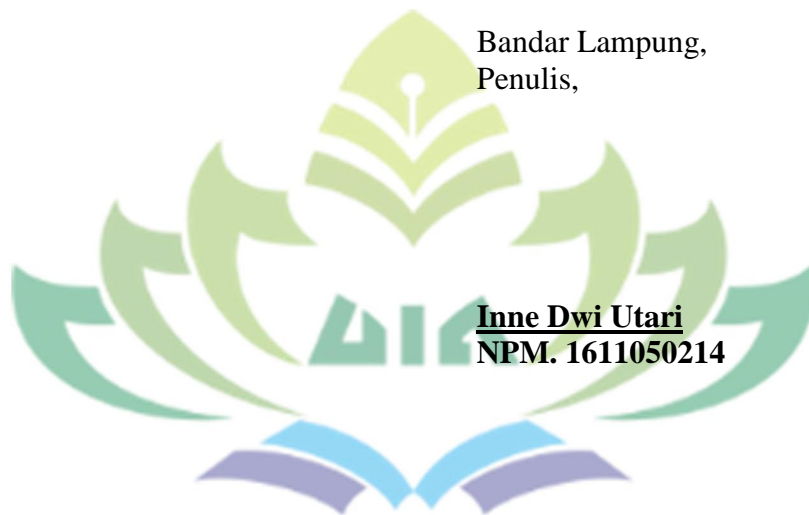 Bandar Lampung,
Penulis,
Inne Dwi Utari
NPM. 1611050214